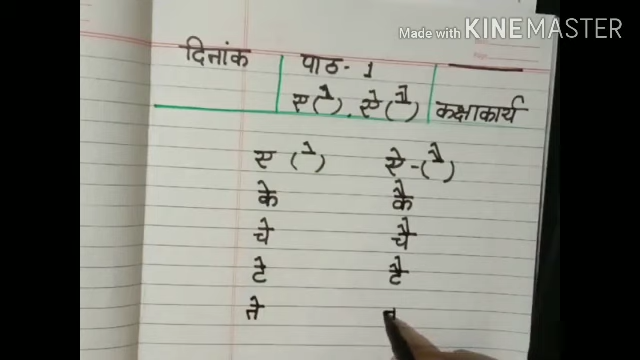 Made with KINEMASTER
दिनांक पाठ - 1
ए (े), ऐ (ै) कक्षाकार्य
ए (े) ऐ - (ै)
के कै
चे चै
टे टै
ते त